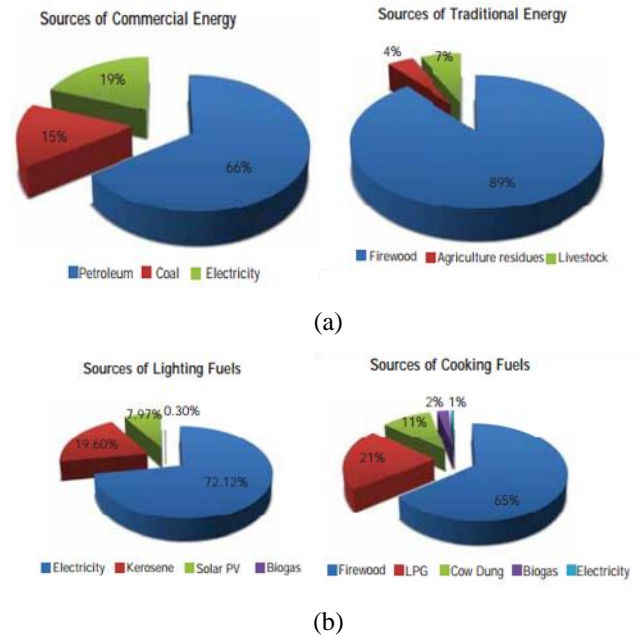 Sources of Commercial Energy
19%
15%
66%
Petroleum Coal Electricity
Sources of Traditional Energy
4% 7%
89%
Firewood Agriculture residues Livestock
(a)
Sources of Lighting Fuels
7.97% 0.30%
19.60%
72.12%
Electricity Kerosene Solar PV Biogas
Sources of Cooking Fuels
2% 1%
11%
21%
65%
Firewood LPG Cow Dung Biogas Electricity
(b)